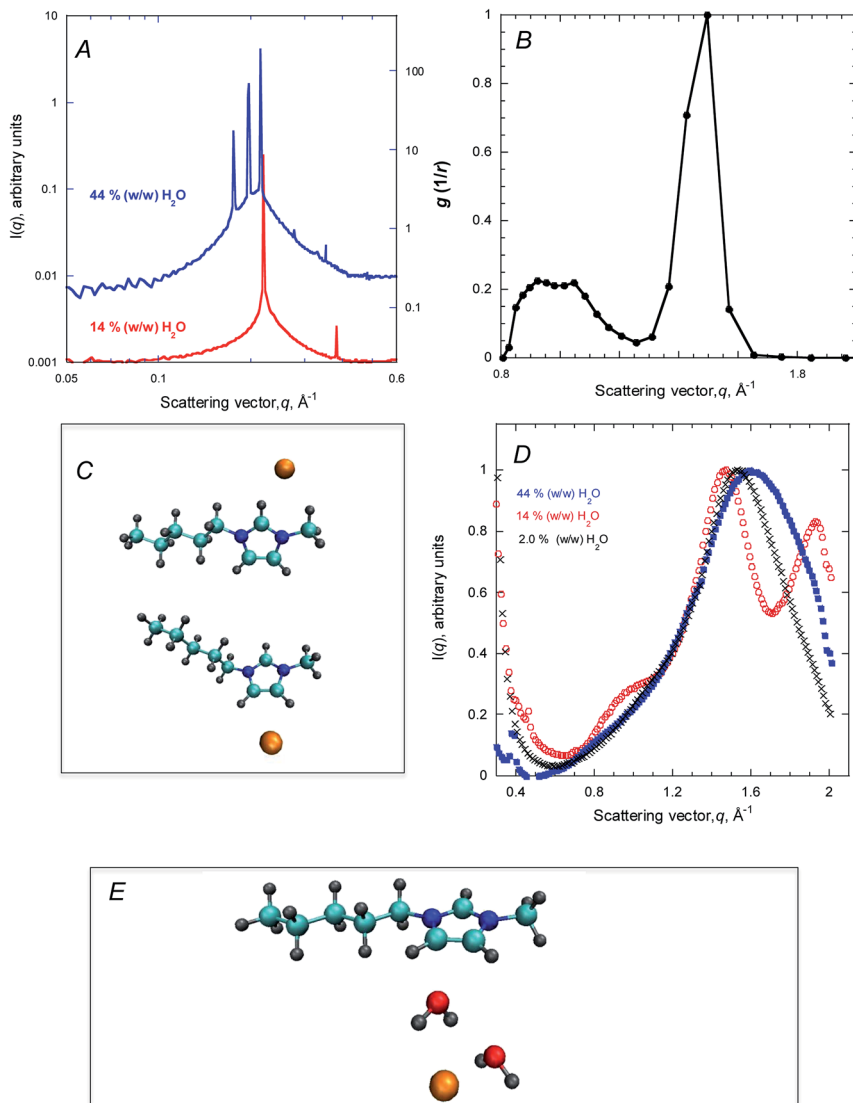 A
10
1
0.1
0.01
0.001
I(q), arbitrary units
44 % (w/w) H2O
14 % (w/w) H2O
100
10
1
0.1
g (1/r)
0.05
0.1
0.6
Scattering vector,q, Å-1
B
1
0.8
0.6
0.4
0.2
0
0.8
1.8
Scattering vector, q, Å-1
C
D
1
0.8
0.6
0.4
0.2
0
I(q), arbitrary units
44 % (w/w) H2O
14 % (w/w) H2O
2.0 % (w/w) H2O
0.4
0.8
1.2
1.6
2
Scattering vector,q, Å-1
E